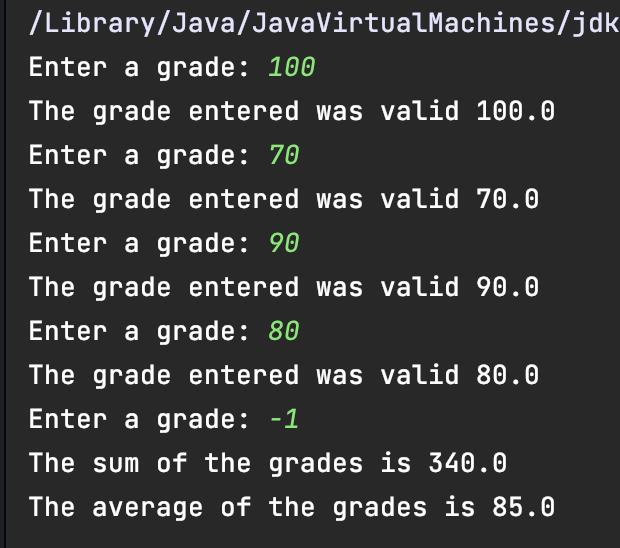 /Library/Java/JavaVirtualMachines/jdk
Enter a grade: 100
The grade entered was valid 100.0
Enter a grade: 70
The grade entered was valid 70.0
Enter a grade: 90
The grade entered was valid 90.0
Enter a grade: 80
The grade entered was valid 80.0
Enter a grade: -1
The sum of the grades is 340.0
The average of the grades is 85.0